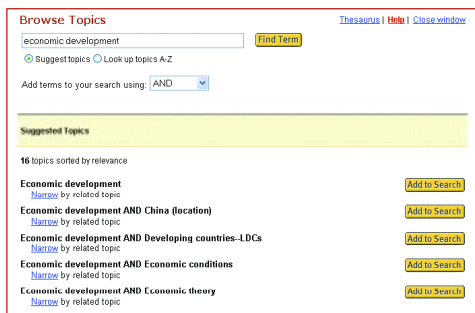 Browse Topics
Thesaurus | Help | Close window
economic development
Find Term
Suggest topics Look up topics A-Z
Add terms to your search using: AND
Suggested Topics
16 topics sorted by relevance
Economic development
Add to Search
Narrow by related topic
Economic development AND China (location)
Add to Search
Narrow by related topic
Economic development AND Developing countries--LDCs
Add to Search
Narrow by related topic
Economic development AND Economic conditions
Add to Search
Narrow by related topic
Economic development AND Economic theory
Add to Search
Narrow by related topic